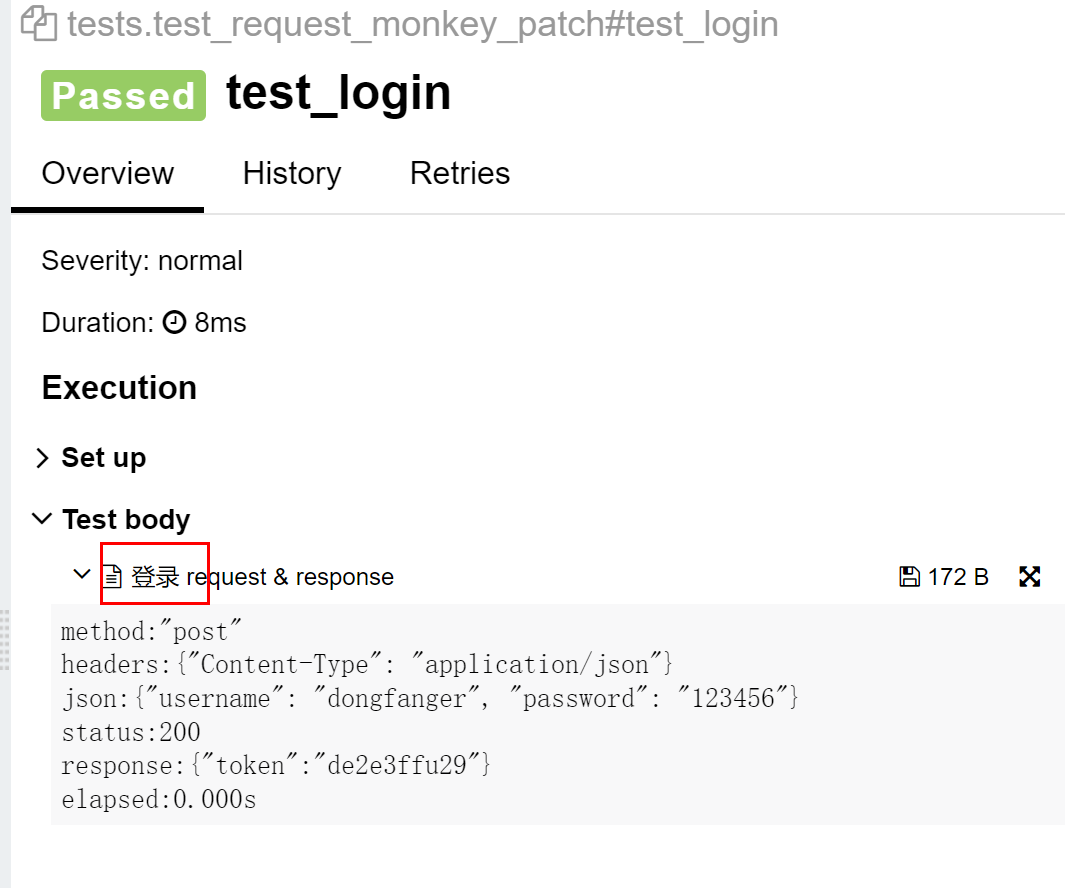 tests.test_request_monkey_patch#test_login
Passed test_login
Overview History Retries
Severity: normal
Duration: 8ms
Execution
Set up
Test body
登录 request & response 172 B
method:"post"
headers:{"Content-Type": "application/json"}
json:{"username": "dongfanger", "password": "123456"}
status:200
response:{"token":"de2e3ffu29"}
elapsed:0.000s